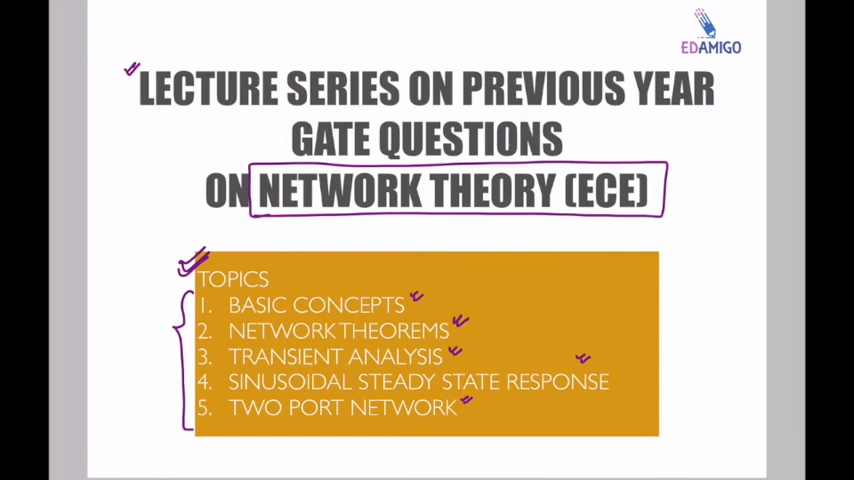 EDAMIGO
LECTURE SERIES ON PREVIOUS YEAR
GATE QUESTIONS
ON NETWORK THEORY (ECE)
TOPICS
1. BASIC CONCEPTS
2. NETWORK THEOREMS
3. TRANSIENT ANALYSIS
4. SINUSOIDAL STEADY STATE RESPONSE
5. TWO PORT NETWORK